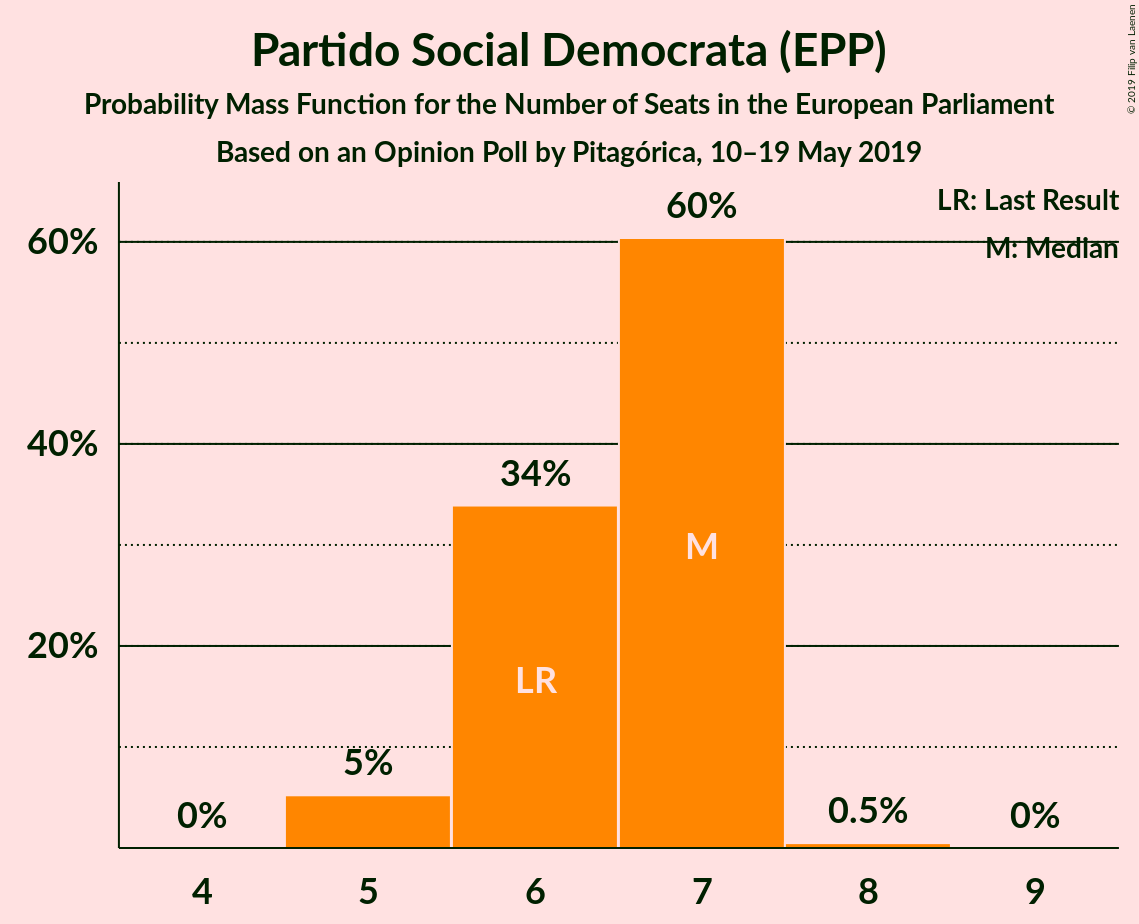 Partido Social Democrata (EPP)
Probability Mass Function for the Number of Seats in the European Parliament
Based on an Opinion Poll by Pitagórica, 10–19 May 2019
© 2019 Filip van Laenen
LR: Last Result
M: Median
60%
40%
20%
0%
5%
34%
60%
0.5%
0%
LR
M
4 5 6 7 8 9